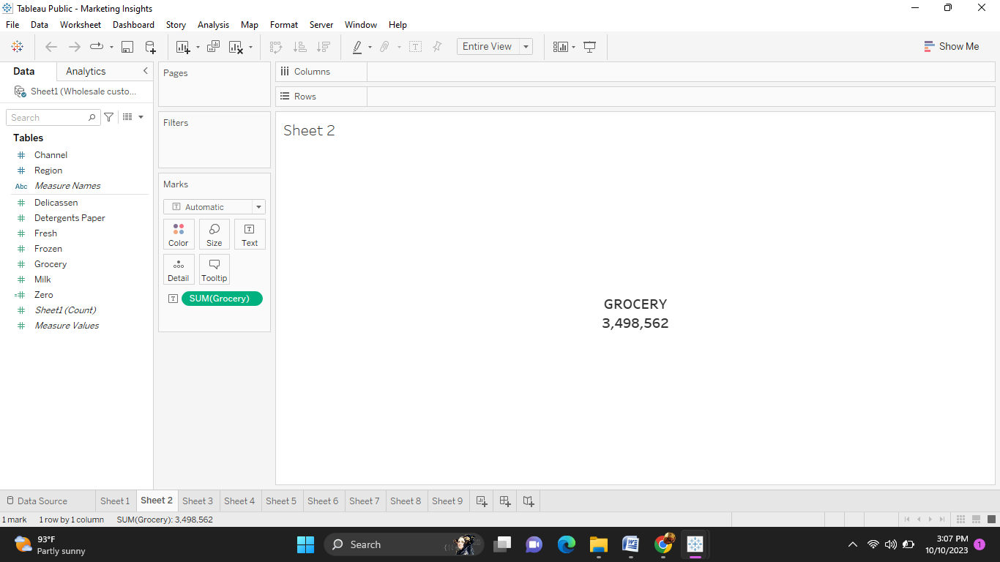 Tableau Public - Marketing Insights
File Data Worksheet Dashboard Story Analysis Map Format Server Window Help
Entire View
Show Me
Data Analytics
Sheet1 (Wholesale custo...
Search
Tables
Channel
Region
Abc Measure Names
Delicassen
Detergents Paper
Fresh
Frozen
Grocery
Milk
Zero
Sheet1 (Count)
Measure Values
Pages
Filters
Marks
Automatic
Color Size Text
Detail Tooltip
SUM(Grocery)
Columns
Rows
Sheet 2
GROCERY
3,498,562
Data Source Sheet 1 Sheet 2 Sheet 3 Sheet 4 Sheet 5 Sheet 6 Sheet 7 Sheet 8 Sheet 9
1 mark 1 row by 1 column SUM(Grocery): 3,498,562
93°F
Partly sunny
Search
3:07 PM
10/10/2023
1